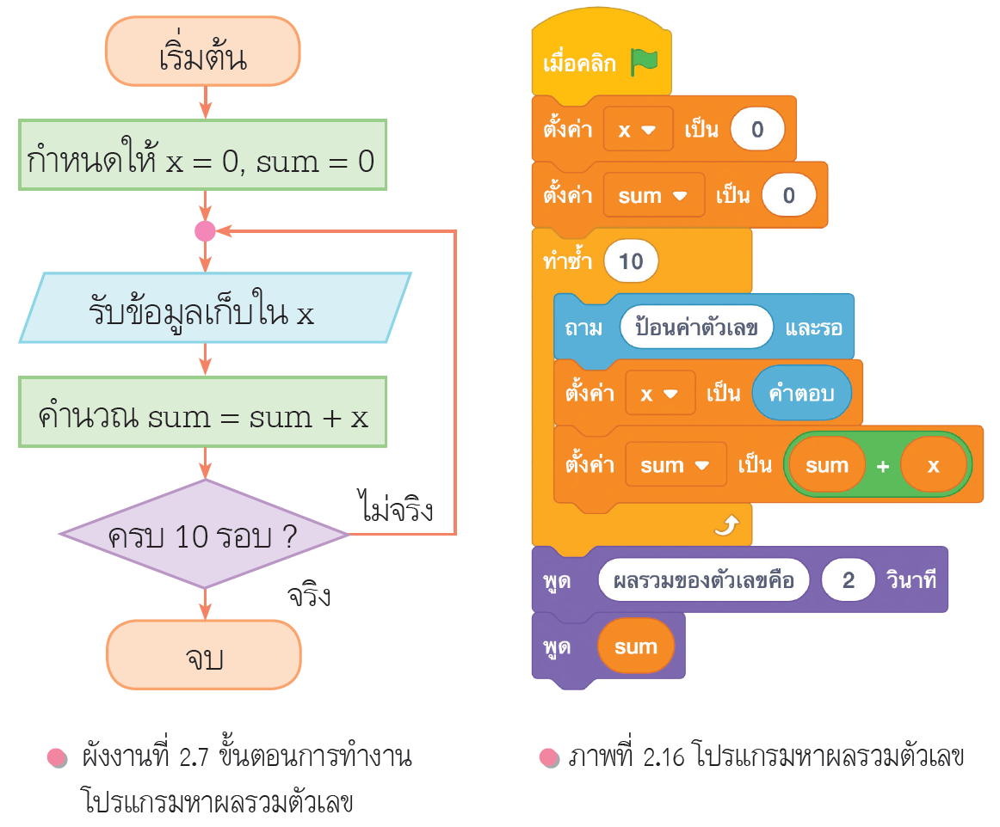 เริ่มต้น
กำหนดให้ x = 0, sum = 0
รับข้อมูลเก็บใน x
คำนวณ sum = sum + x
ครบ 10 รอบ ?
ไม่จริง
จริง
จบ
ผังงานที่ 2.7 ขั้นตอนการทำงาน
โปรแกรมหาผลรวมตัวเลข
เมื่อคลิก
ตั้งค่า x เป็น 0
ตั้งค่า sum เป็น 0
ทำซ้ำ 10
ถาม ป้อนค่าตัวเลข และรอ
ตั้งค่า x เป็น คำตอบ
ตั้งค่า sum เป็น sum + x
พูด ผลรวมของตัวเลขคือ 2 วินาที
พูด sum
ภาพที่ 2.16 โปรแกรมหาผลรวมตัวเลข